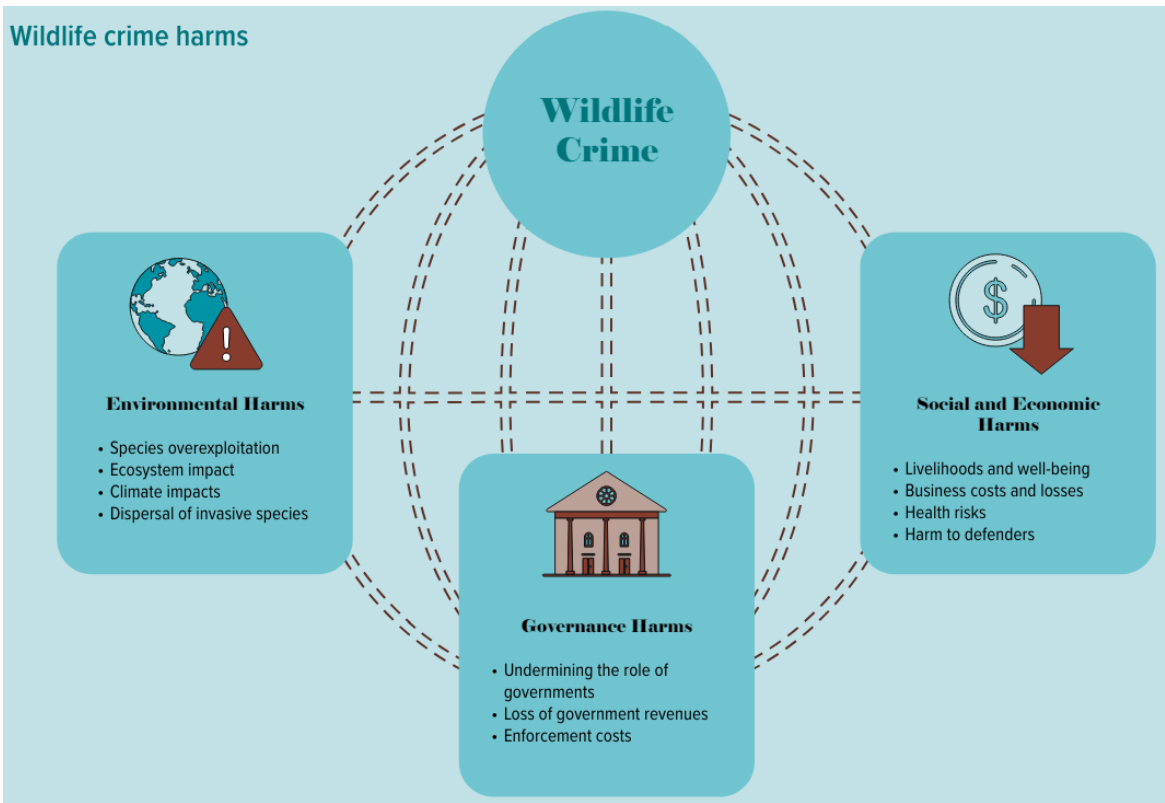 Wildlife crime harms
Wildlife
Crime
Environmental Harms
• Species overexploitation
• Ecosystem impact
• Climate impacts
• Dispersal of invasive species
Social and Economic
Harms
• Livelihoods and well-being
• Business costs and losses
• Health risks
• Harm to defenders
Governance Harms
• Undermining the role of
governments
• Loss of government revenues
• Enforcement costs